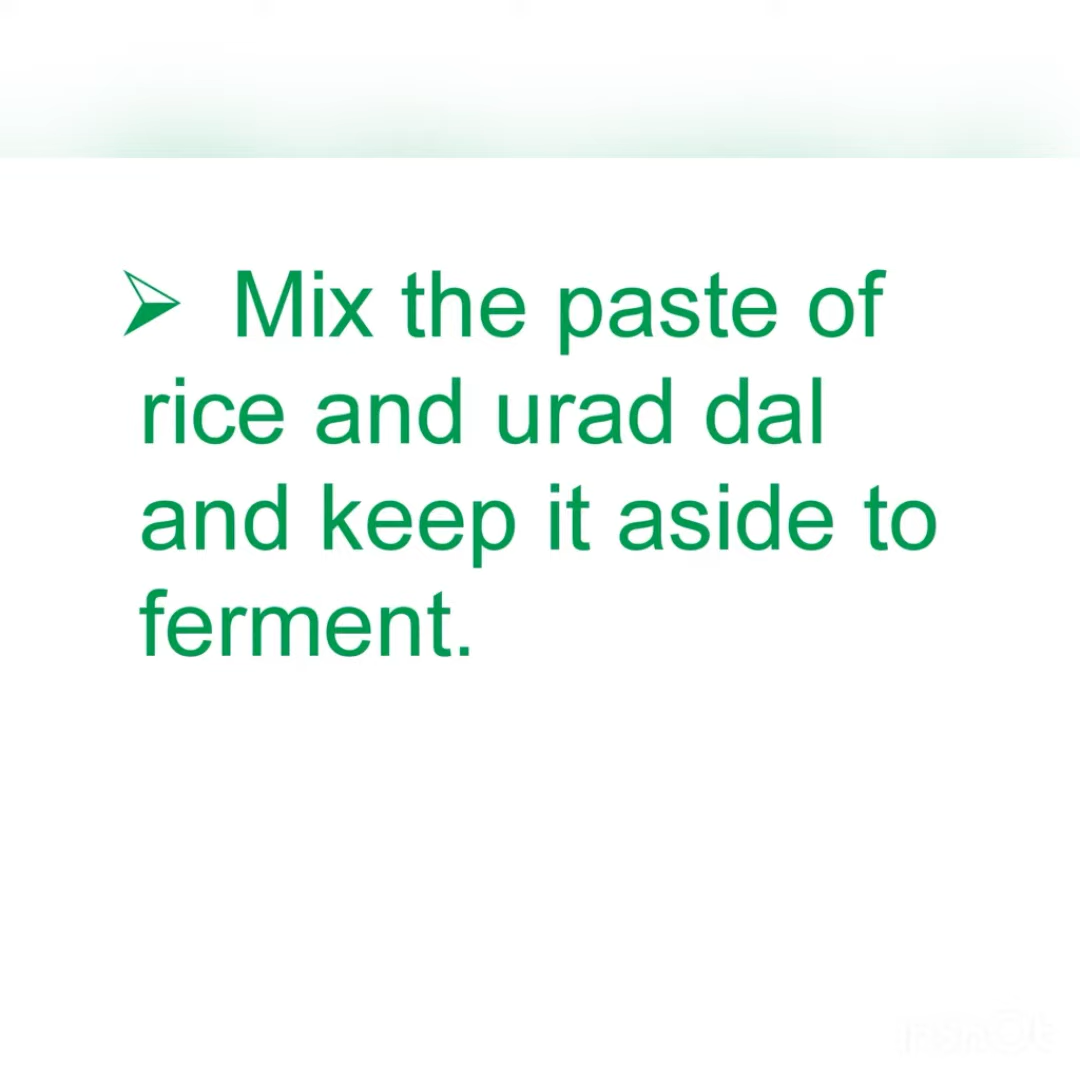 ➢ Mix the paste of
rice and urad dal
and keep it aside to
ferment.